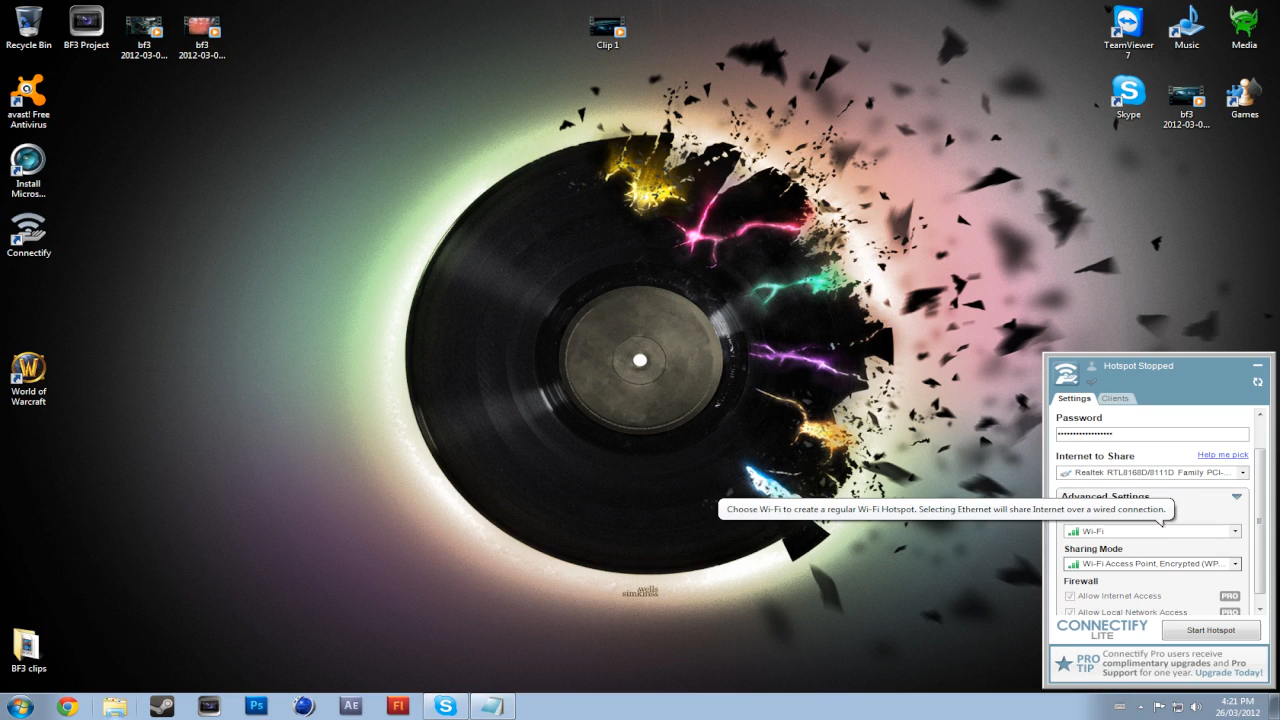 Recycle Bin
BF3 Project
bf3
2012-03-0...
bf3
2012-03-0...
Clip 1
TeamViewer
7
Music
Media
avast! Free
Antivirus
Skype
bf3
2012-03-0...
Games
Install
Micros...
Connectify
World of
Warcraft
BF3 clips
wells
simkins
Hotspot Stopped
Settings
Clients
Password
Internet to Share
Help me pick
Realtek RTL8168D/8111D Family PCI-...
Advanced Settings
Choose Wi-Fi to create a regular Wi-Fi Hotspot. Selecting Ethernet will share Internet over a wired connection.
Wi-Fi
Sharing Mode
Wi-Fi Access Point, Encrypted (WP...
Firewall
Allow Internet Access
PRO
Allow Local Network Access
PRO
CONNECTIFY
LITE
Start Hotspot
PRO
TIP
Connectify Pro users receive
complimentary upgrades and Pro
Support for one year. Upgrade Today!
Ps
Ae
Fl
4:21 PM
26/03/2012